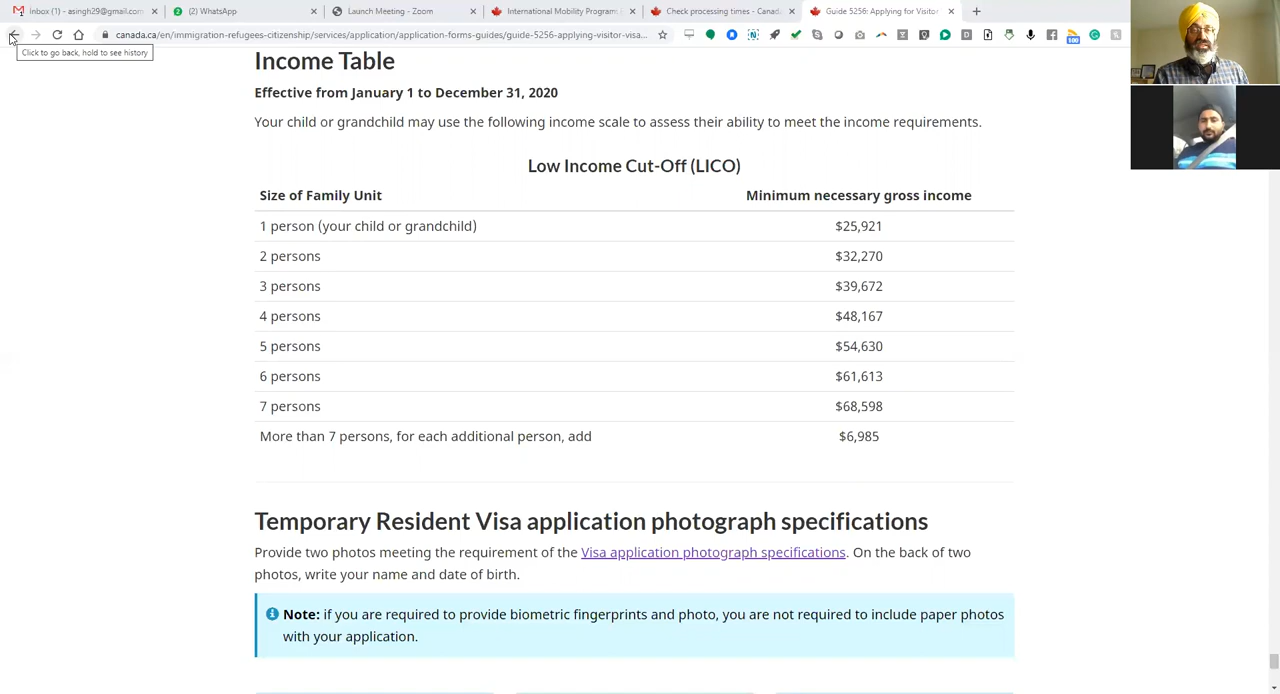 Inbox (1) - asingh29@gmail.com
(2) WhatsApp
Launch Meeting - Zoom
International Mobility Program:
Check processing times - Canad
Guide 5256: Applying for Visitor
canada.ca/en/immigration-refugees-citizenship/services/application/application-forms-guides/guide-5256-applying-visitor-visa...
Click to go back, hold to see history
100
Income Table
Effective from January 1 to December 31, 2020
Your child or grandchild may use the following income scale to assess their ability to meet the income requirements.
Low Income Cut-Off (LICO)
Size of Family Unit Minimum necessary gross income
1 person (your child or grandchild) $25,921
2 persons $32,270
3 persons $39,672
4 persons $48,167
5 persons $54,630
6 persons $61,613
7 persons $68,598
More than 7 persons, for each additional person, add $6,985
Temporary Resident Visa application photograph specifications
Provide two photos meeting the requirement of the Visa application photograph specifications. On the back of two
photos, write your name and date of birth.
Note: if you are required to provide biometric fingerprints and photo, you are not required to include paper photos
with your application.